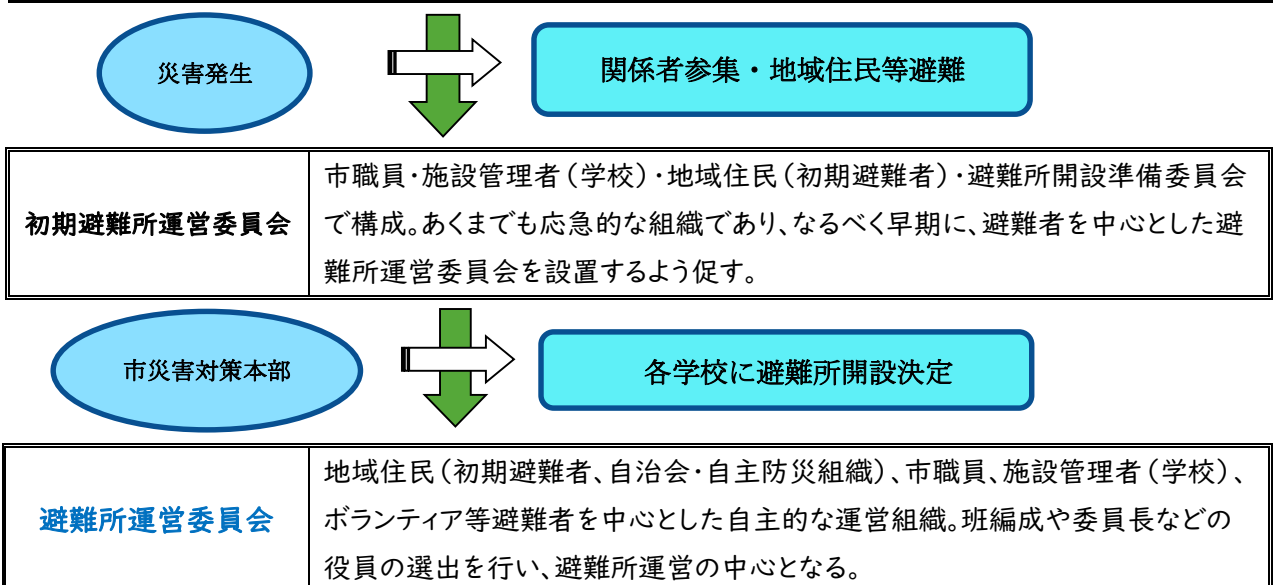 災害発生
関係者参集・地域住民等避難
初期避難所運営委員会
市職員・施設管理者(学校)・地域住民(初期避難者)・避難所開設準備委員会
で構成。あくまでも応急的な組織であり、なるべく早期に、避難者を中心とした避
難所運営委員会を設置するよう促す。
市災害対策本部
各学校に避難所開設決定
避難所運営委員会
地域住民(初期避難者、自治会・自主防災組織)、市職員、施設管理者(学校)、
ボランティア等避難者を中心とした自主的な運営組織。班編成や委員長などの
役員の選出を行い、避難所運営の中心となる。